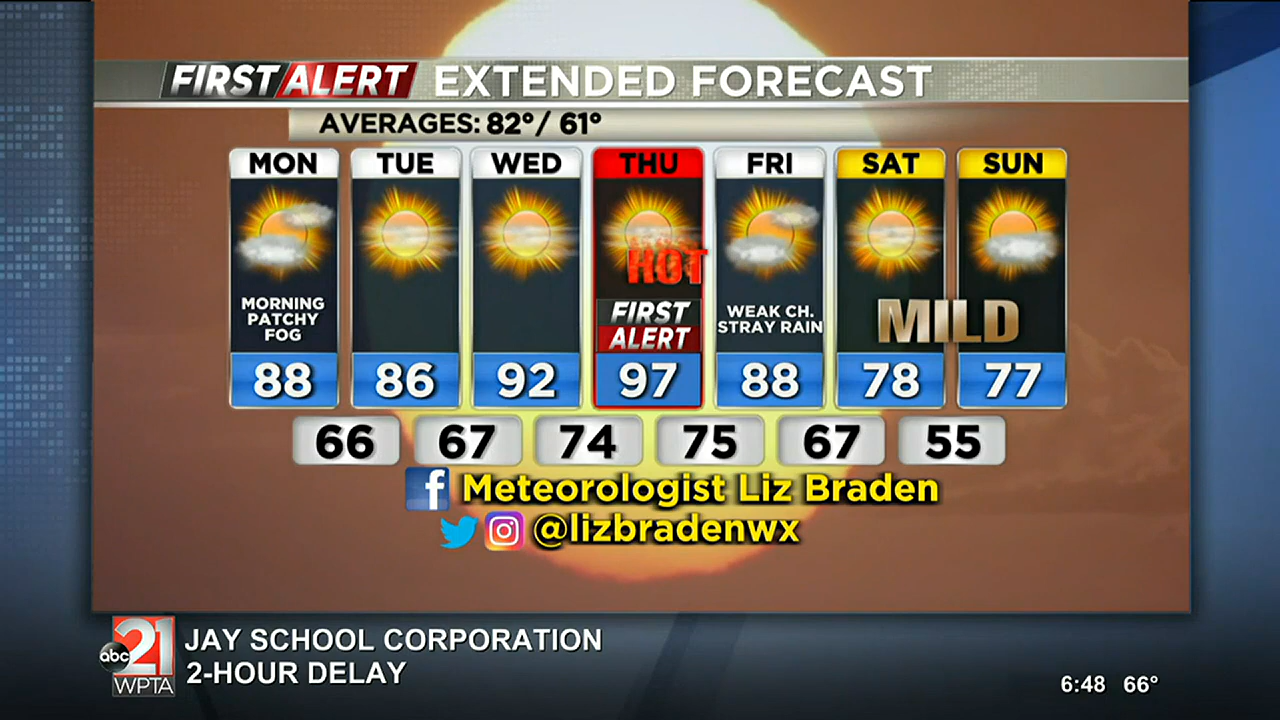 FIRST ALERT EXTENDED FORECAST
AVERAGES: 82°/ 61°
MON TUE WED THU FRI SAT SUN
HOT
MORNING
PATCHY
FOG
FIRST
ALERT
WEAK CH.
STRAY RAIN
MILD
88 86 92 97 88 78 77
66 67 74 75 67 55
f Meteorologist Liz Braden
@lizbradenwx
abc 21 WPTA
JAY SCHOOL CORPORATION
2-HOUR DELAY
6:48 66°